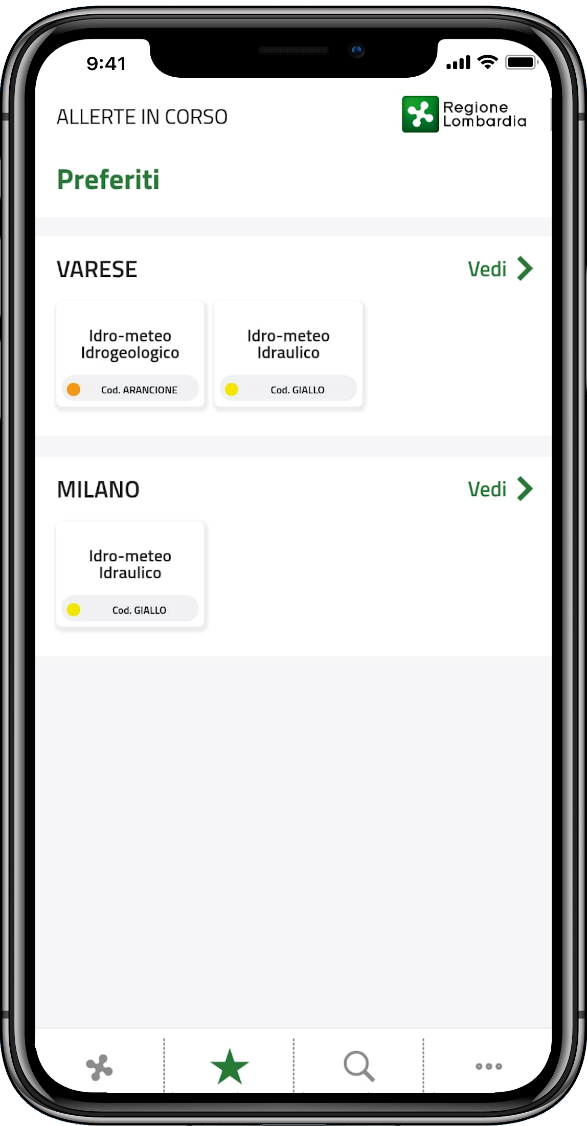 9:41
ALLERTE IN CORSO
Regione
Lombardia
Preferiti
VARESE
Vedi
Idro-meteo
Idrogeologico
Cod. ARANCIONE
Idro-meteo
Idraulico
Cod. GIALLO
MILANO
Vedi
Idro-meteo
Idraulico
Cod. GIALLO